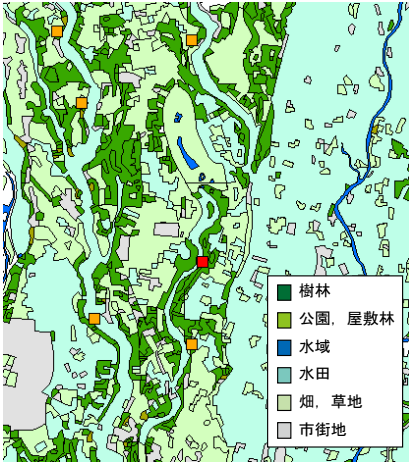 樹林
公園，屋敷林
水域
水田
畑，草地
市街地